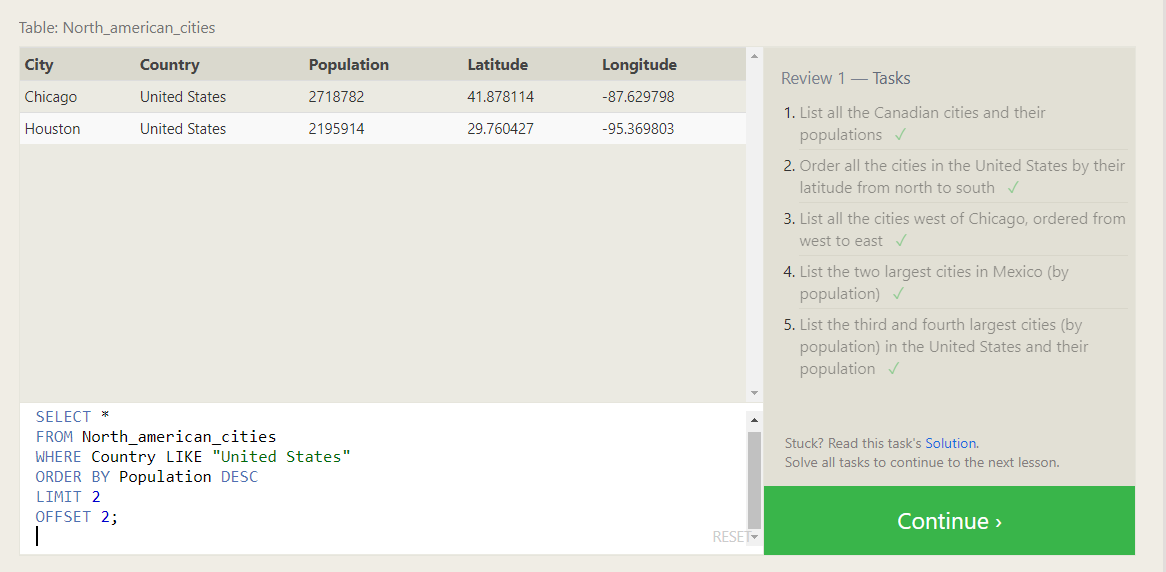 Table: North_american_cities
City Country Population Latitude Longitude
Chicago United States 2718782 41.878114 -87.629798
Houston United States 2195914 29.760427 -95.369803
SELECT *
FROM North_american_cities
WHERE Country LIKE "United States"
ORDER BY Population DESC
LIMIT 2
OFFSET 2;
RESET
Review 1 — Tasks
1. List all the Canadian cities and their
populations ✓
2. Order all the cities in the United States by their
latitude from north to south ✓
3. List all the cities west of Chicago, ordered from
west to east ✓
4. List the two largest cities in Mexico (by
population) ✓
5. List the third and fourth largest cities (by
population) in the United States and their
population ✓
Stuck? Read this task's Solution.
Solve all tasks to continue to the next lesson.
Continue ›